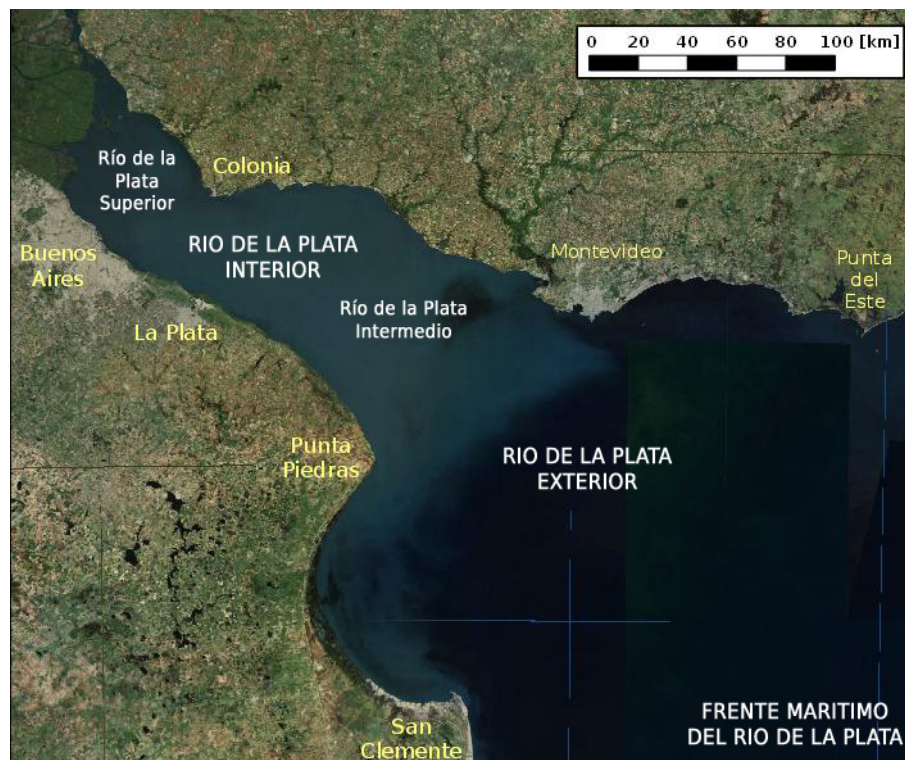 0 20 40 60 80 100 [km]
Río de la
Plata
Superior
Colonia
RIO DE LA PLATA
INTERIOR
Buenos
Aires
Montevideo
Punta
del
Este
Río de la Plata
Intermedio
La Plata
Punta
Piedras
RIO DE LA PLATA
EXTERIOR
San
Clemente
FRENTE MARITIMO
DEL RIO DE LA PLATA